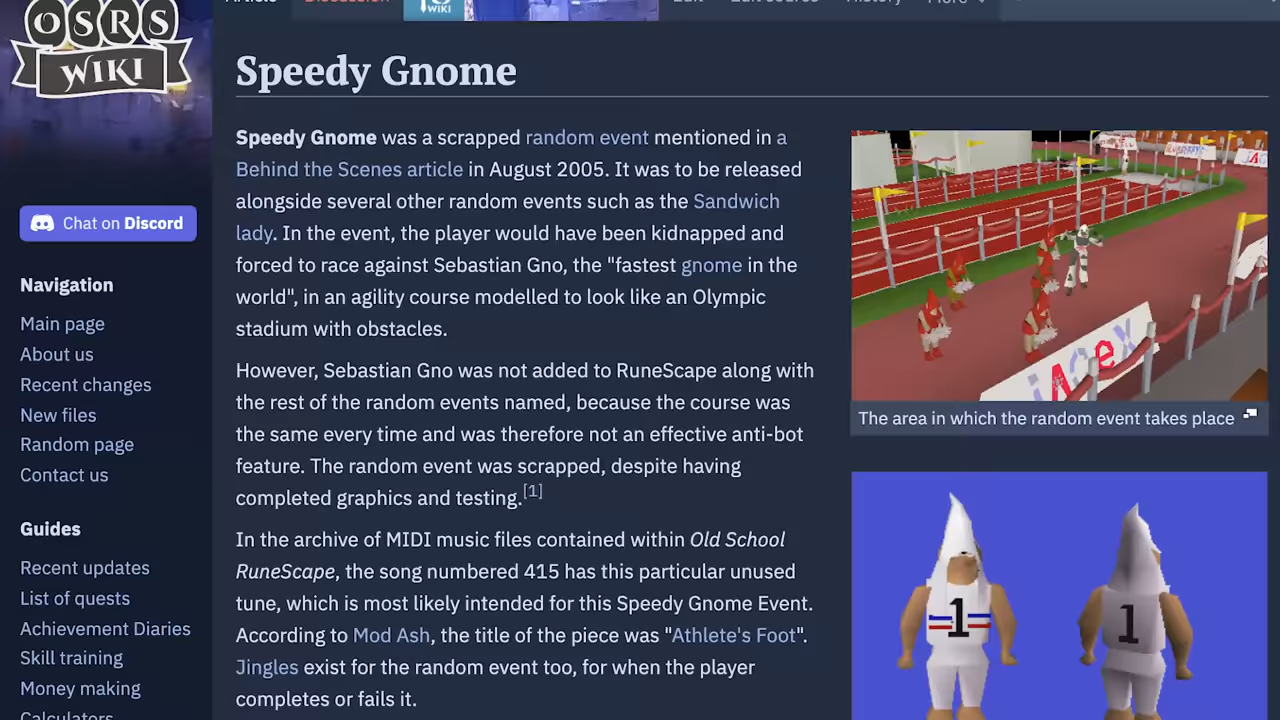 Article Discussion WIKI Edit Edit source History More
OSRS
WIKI
Chat on Discord
Navigation
Main page
About us
Recent changes
New files
Random page
Contact us
Guides
Recent updates
List of quests
Achievement Diaries
Skill training
Money making
Calculators
Speedy Gnome
Speedy Gnome was a scrapped random event mentioned in a
Behind the Scenes article in August 2005. It was to be released
alongside several other random events such as the Sandwich
lady. In the event, the player would have been kidnapped and
forced to race against Sebastian Gno, the "fastest gnome in the
world", in an agility course modelled to look like an Olympic
stadium with obstacles.
However, Sebastian Gno was not added to RuneScape along with
the rest of the random events named, because the course was
the same every time and was therefore not an effective anti-bot
feature. The random event was scrapped, despite having
completed graphics and testing.[1]
In the archive of MIDI music files contained within Old School
RuneScape, the song numbered 415 has this particular unused
tune, which is most likely intended for this Speedy Gnome Event.
According to Mod Ash, the title of the piece was "Athlete's Foot".
Jingles exist for the random event too, for when the player
completes or fails it.
jAGeX
The area in which the random event takes place
1
1